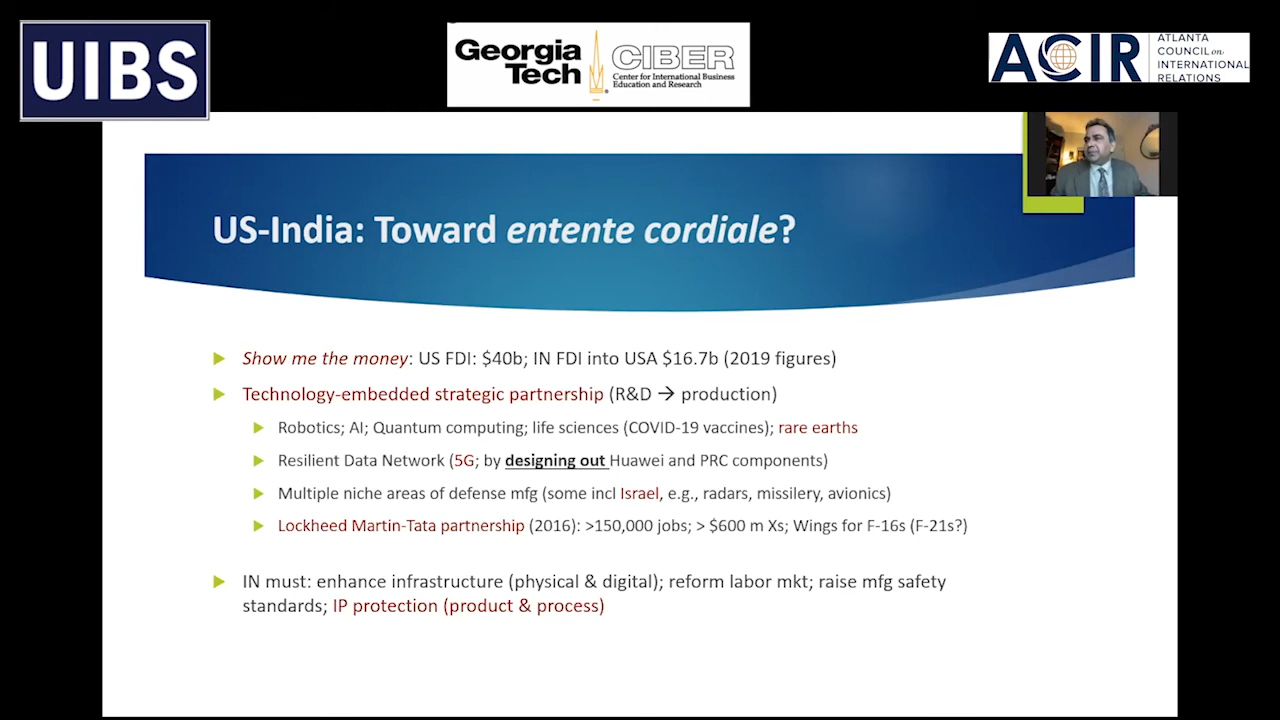 UIBS
Georgia
Tech
CIBER
Center for International Business
Education and Research
ACIR
ATLANTA
COUNCIL on
INTERNATIONAL
RELATIONS
US-India: Toward entente cordiale?
Show me the money: US FDI: $40b; IN FDI into USA $16.7b (2019 figures)
Technology-embedded strategic partnership (R&D → production)
Robotics; AI; Quantum computing; life sciences (COVID-19 vaccines); rare earths
Resilient Data Network (5G; by designing out Huawei and PRC components)
Multiple niche areas of defense mfg (some incl Israel, e.g., radars, missilery, avionics)
Lockheed Martin-Tata partnership (2016): >150,000 jobs; > $600 m Xs; Wings for F-16s (F-21s?)
IN must: enhance infrastructure (physical & digital); reform labor mkt; raise mfg safety
standards; IP protection (product & process)